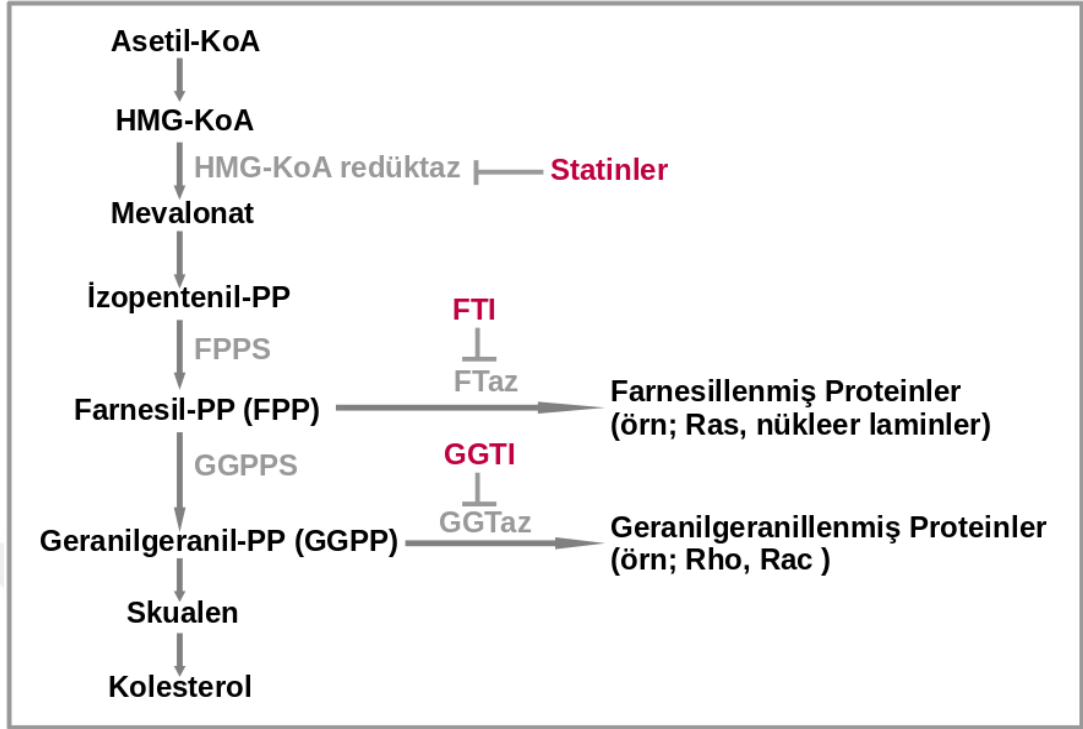 Asetil-KoA
HMG-KoA
HMG-KoA redüktaz
Statinler
Mevalonat
İzopentenil-PP
FTI
FPPS
FTaz
Farnesil-PP (FPP)
Farnesillenmiş Proteinler
(örn; Ras, nükleer laminler)
GGTI
GGPPS
GGTaz
Geranilgeranil-PP (GGPP)
Geranilgeranillenmiş Proteinler
(örn; Rho, Rac )
Skualen
Kolesterol